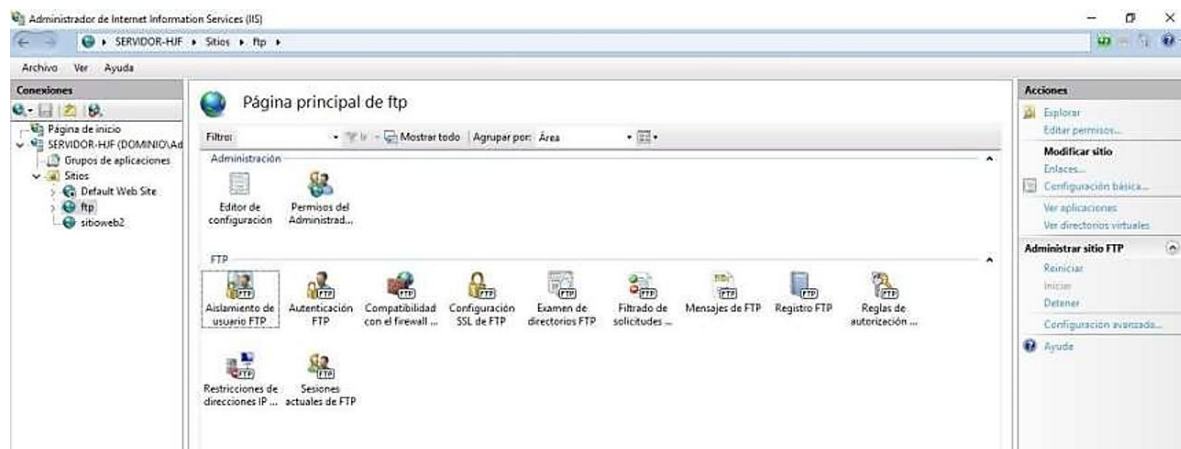 Administrador de Internet Information Services (IIS)
SERVIDOR-HJF ▸ Sitios ▸ ftp ▸
Archivo Ver Ayuda
Conexiones
Página de inicio
SERVIDOR-HJF (DOMINIO\Ad
Grupos de aplicaciones
Sitios
Default Web Site
ftp
sitioweb2
Página principal de ftp
Filtro: Ir Mostrar todo Agrupar por: Área
Administración
Editor de configuración
Permisos del Administrad...
FTP
Aislamiento de usuario FTP
Autenticación FTP
Compatibilidad con el firewall ...
Configuración SSL de FTP
Examen de directorios FTP
Filtrado de solicitudes ...
Mensajes de FTP
Registro FTP
Reglas de autorización ...
Restricciones de direcciones IP ...
Sesiones actuales de FTP
Acciones
Explorar
Editar permisos...
Modificar sitio
Enlaces...
Configuración básica...
Ver aplicaciones
Ver directorios virtuales
Administrar sitio FTP
Reiniciar
Iniciar
Detener
Configuración avanzada...
Ayuda